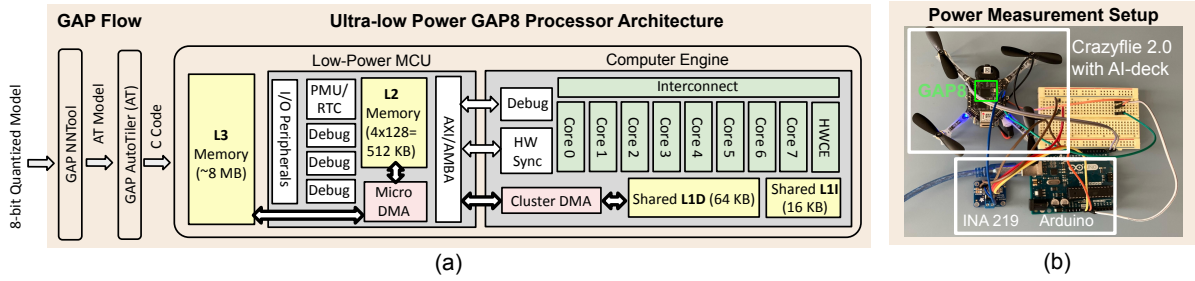 GAP Flow
Ultra-low Power GAP8 Processor Architecture
8-bit Quantized Model
GAP NNTool
AT Model
GAP AutoTiler (AT)
C Code
L3
Memory
(~8 MB)
Low-Power MCU
I/O Peripherals
PMU/
RTC
Debug
Debug
Debug
L2
Memory
(4x128=
512 KB)
Micro
DMA
AXI/AMBA
Computer Engine
Debug
HW
Sync
Cluster DMA
Interconnect
Core 0
Core 1
Core 2
Core 3
Core 4
Core 5
Core 6
Core 7
HWCE
Shared L1D (64 KB)
Shared L1I
(16 KB)
(a)
Power Measurement Setup
Crazyflie 2.0
with AI-deck
GAP8
INA 219
Arduino
(b)